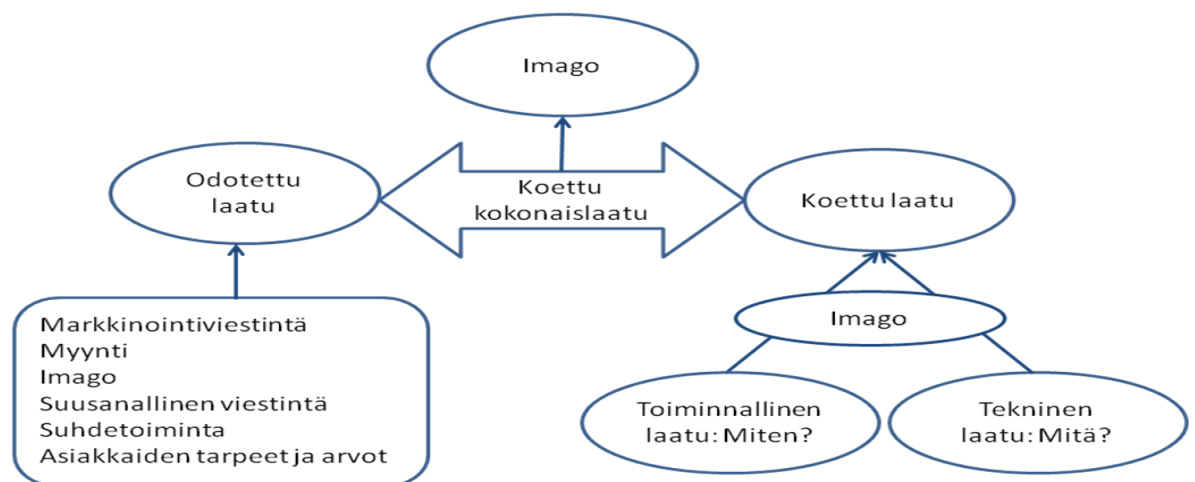 Imago
Odotettu
laatu
Koettu
kokonaislaatu
Koettu laatu
Markkinointiviestintä
Myynti
Imago
Suusanallinen viestintä
Suhdetoiminta
Asiakkaiden tarpeet ja arvot
Imago
Toiminnallinen
laatu: Miten?
Tekninen
laatu: Mitä?